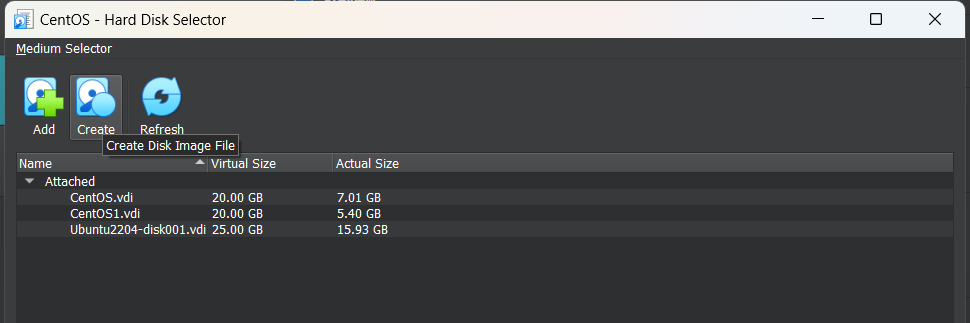 CentOS - Hard Disk Selector
Medium Selector
Add Create Refresh
Create Disk Image File
Name Virtual Size Actual Size
Attached
CentOS.vdi 20.00 GB 7.01 GB
CentOS1.vdi 20.00 GB 5.40 GB
Ubuntu2204-disk001.vdi 25.00 GB 15.93 GB